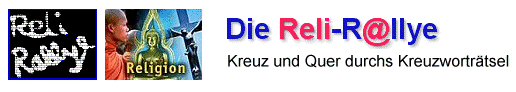 Reli
Rallye
Religion
Die Reli-R@llye
Kreuz und Quer durchs Kreuzworträtsel